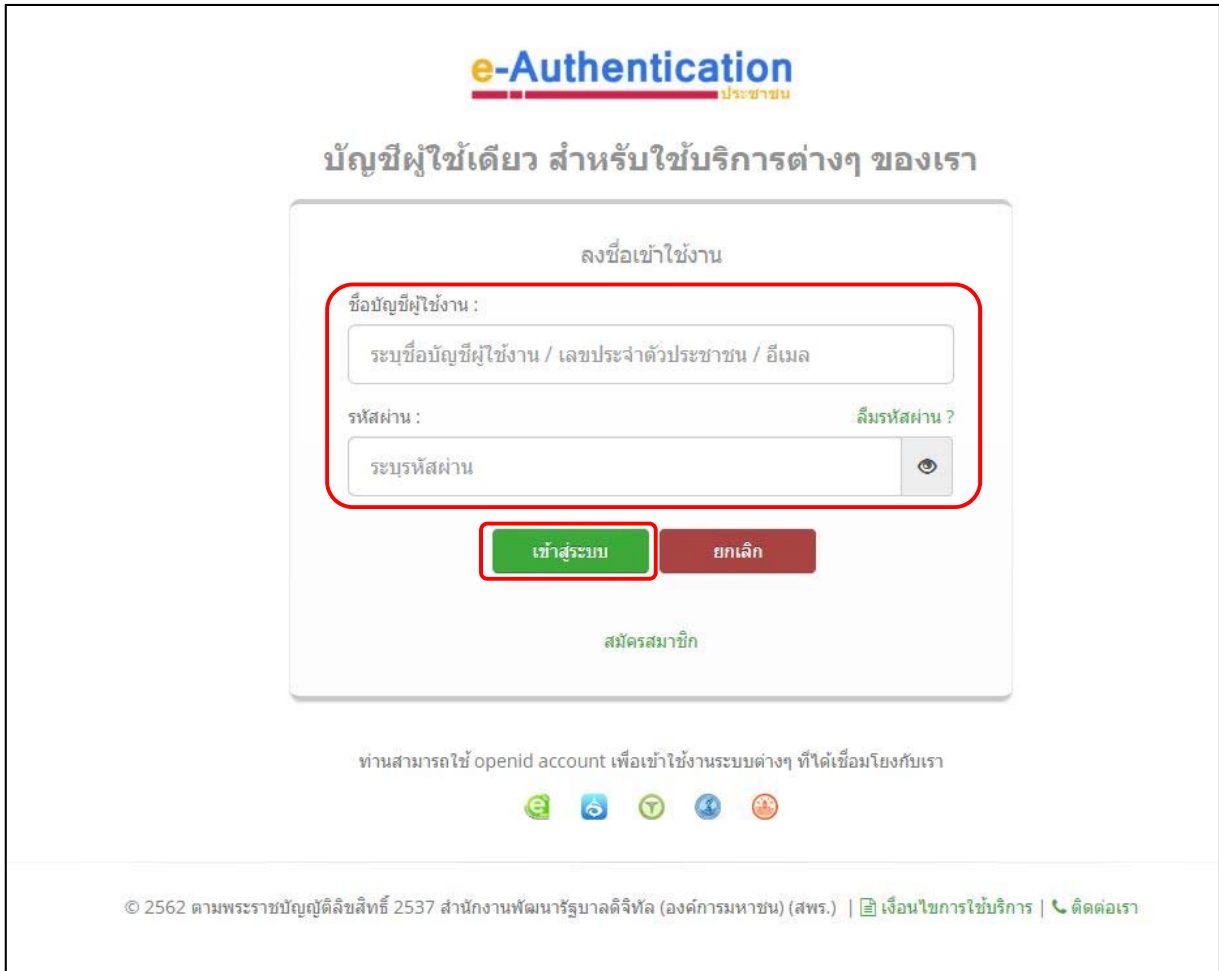 e-Authentication
ประชาชน
บัญชีผู้ใช้เดียว สำหรับใช้บริการต่างๆ ของเรา
ลงชื่อเข้าใช้งาน
ชื่อบัญชีผู้ใช้งาน :
ระบุชื่อบัญชีผู้ใช้งาน / เลขประจำตัวประชาชน / อีเมล
รหัสผ่าน : ลืมรหัสผ่าน ?
ระบุรหัสผ่าน
เข้าสู่ระบบ ยกเลิก
สมัครสมาชิก
ท่านสามารถใช้ openid account เพื่อเข้าใช้งานระบบต่างๆ ที่ได้เชื่อมโยงกับเรา
© 2562 ตามพระราชบัญญัติลิขสิทธิ์ 2537 สำนักงานพัฒนารัฐบาลดิจิทัล (องค์การมหาชน) (สพร.) | เงื่อนไขการใช้บริการ | ติดต่อเรา